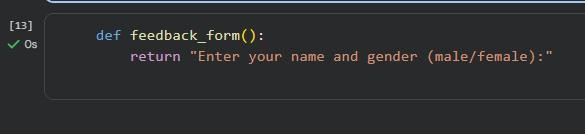 [13]
0s
def feedback_form():
return "Enter your name and gender (male/female):"